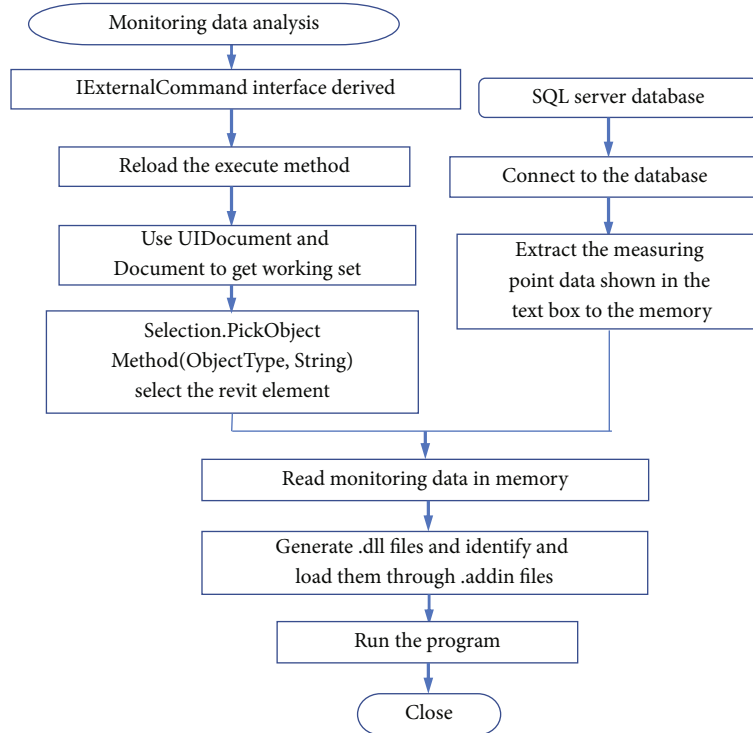 Monitoring data analysis
IExternalCommand interface derived
Reload the execute method
Use UIDocument and
Document to get working set
Selection.PickObject
Method(ObjectType, String)
select the revit element
SQL server database
Connect to the database
Extract the measuring
point data shown in the
text box to the memory
Read monitoring data in memory
Generate .dll files and identify and
load them through .addin files
Run the program
Close